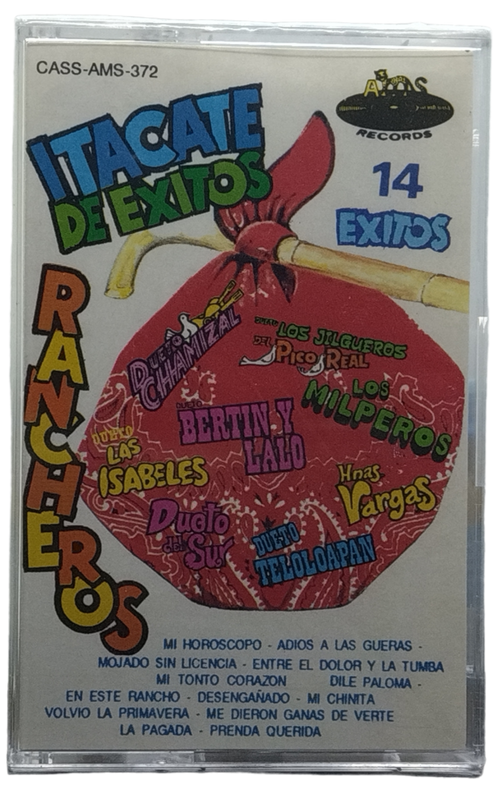 CASS-AMS-372
AMS
RECORDS
ITACATE
DE EXITOS
14
EXITOS
RANCHEROS
DUETO
CHAMIZAL
DUETO LOS JILGUEROS
DEL PICO REAL
LOS
MILPEROS
DUETO
BERTIN Y
LALO
DUETO
LAS
ISABELES
Hnas
Vargas
Dueto
del Sur
DUETO
TELOLOAPAN
MI HOROSCOPO - ADIOS A LAS GUERAS -
MOJADO SIN LICENCIA - ENTRE EL DOLOR Y LA TUMBA
MI TONTO CORAZON DILE PALOMA -
EN ESTE RANCHO - DESENGAÑADO - MI CHINITA
VOLVIO LA PRIMAVERA - ME DIERON GANAS DE VERTE
LA PAGADA - PRENDA QUERIDA